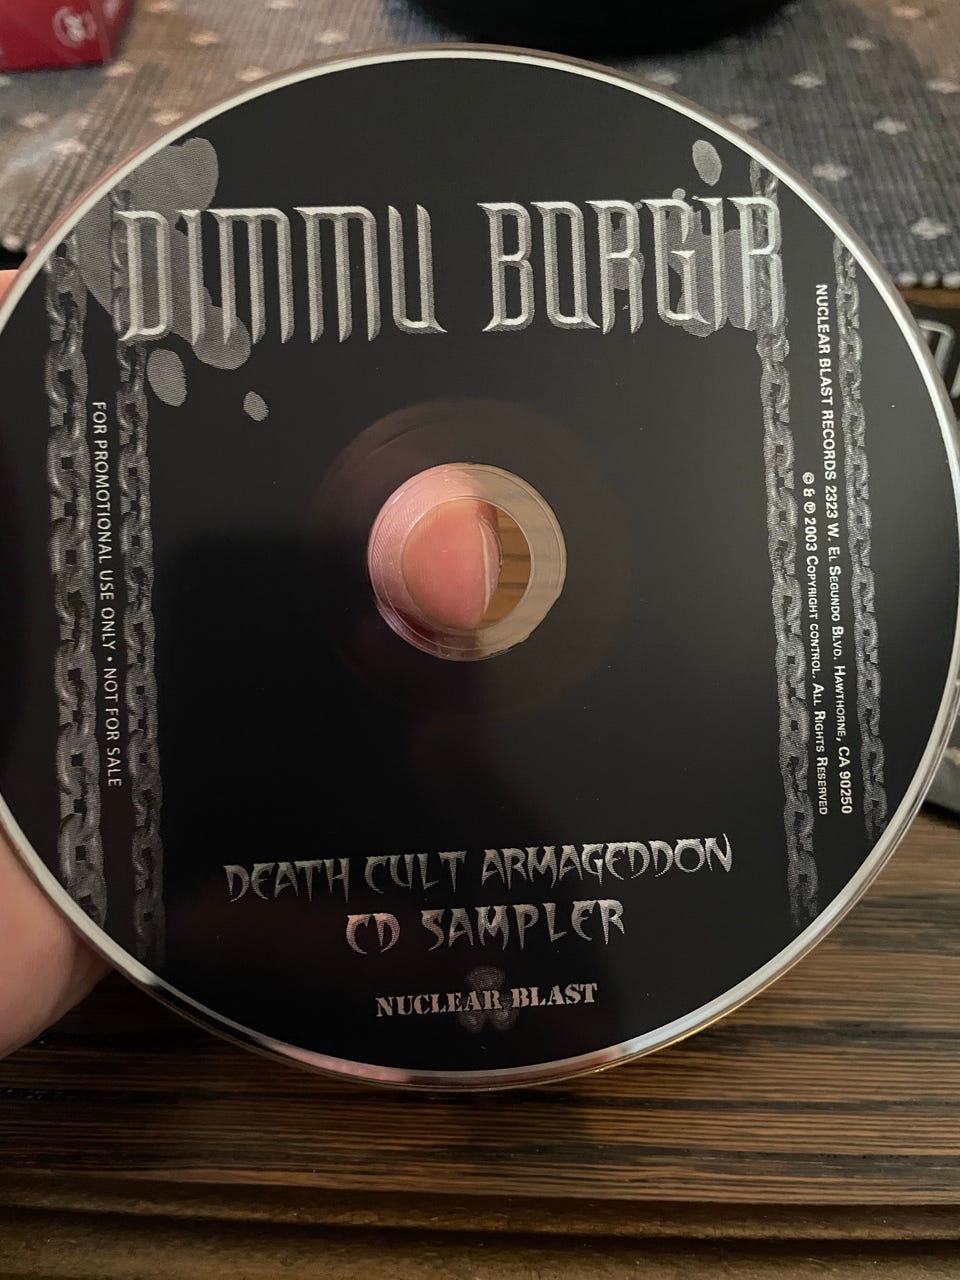 DIMMU BORGIR
FOR PROMOTIONAL USE ONLY • NOT FOR SALE
NUCLEAR BLAST RECORDS 2323 W. EL SEGUNDO BLVD. HAWTHORNE, CA 90250
© & ℗ 2003 COPYRIGHT CONTROL. ALL RIGHTS RESERVED
DEATH CULT ARMAGEDDON
CD SAMPLER
NUCLEAR BLAST